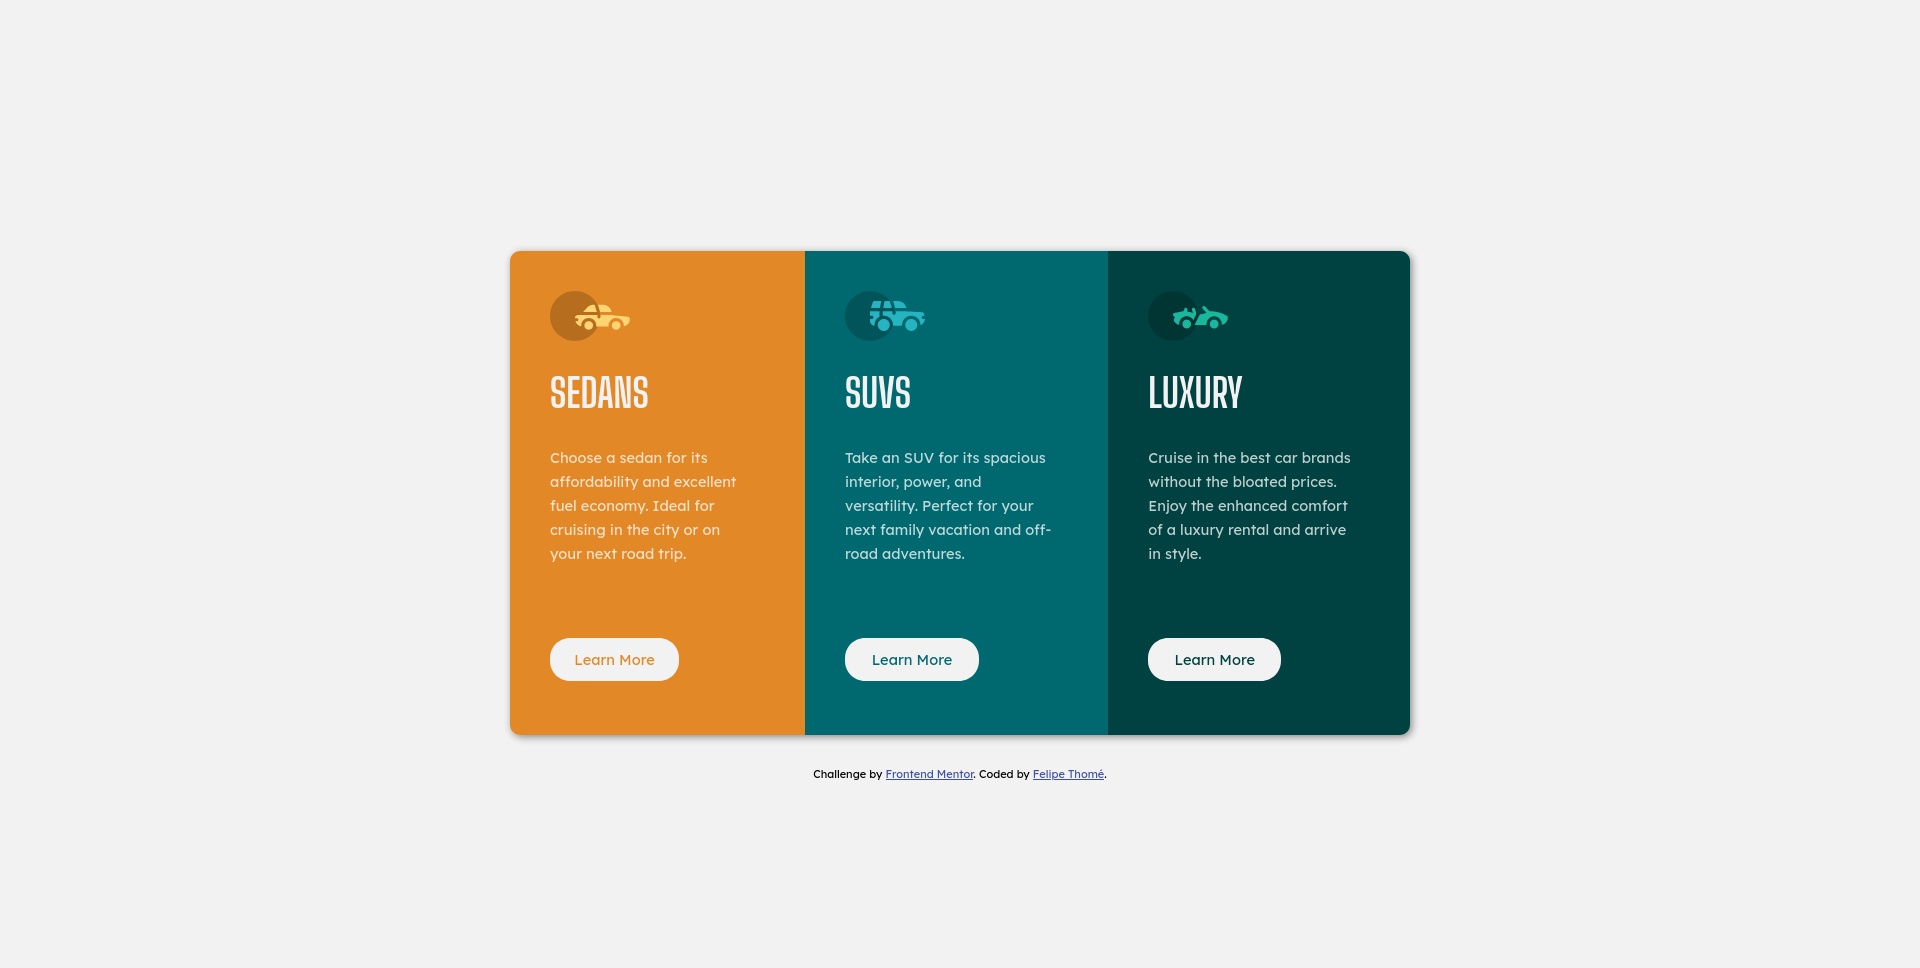 SEDANS
Choose a sedan for its
affordability and excellent
fuel economy. Ideal for
cruising in the city or on
your next road trip.
Learn More
SUVS
Take an SUV for its spacious
interior, power, and
versatility. Perfect for your
next family vacation and off-
road adventures.
Learn More
LUXURY
Cruise in the best car brands
without the bloated prices.
Enjoy the enhanced comfort
of a luxury rental and arrive
in style.
Learn More
Challenge by Frontend Mentor. Coded by Felipe Thomé.